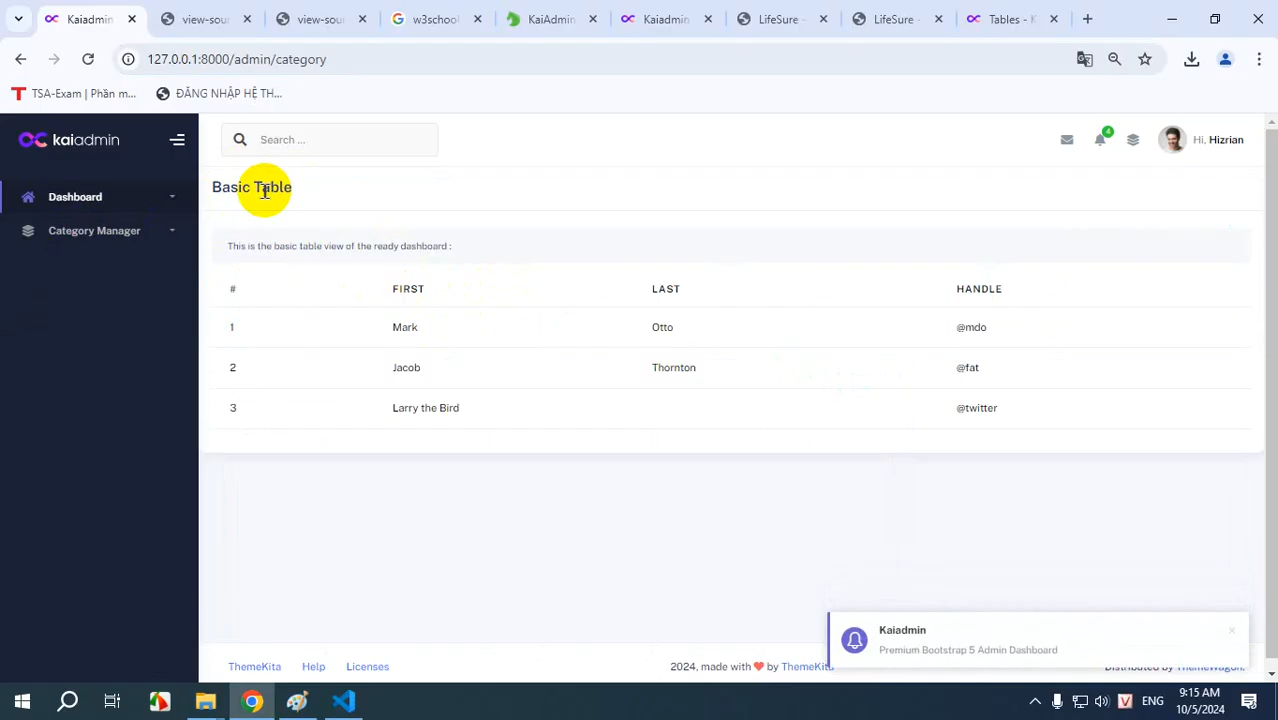 Kaiadmin
view-sour
view-sour
w3school
KaiAdmin
Kaiadmin
LifeSure -
LifeSure -
Tables - K
127.0.0.1:8000/admin/category
TSA-Exam | Phần m...
ĐĂNG NHẬP HỆ TH...
kaiadmin
Search ...
4
Hi, Hizrian
Dashboard
Category Manager
Basic Table
This is the basic table view of the ready dashboard :
# FIRST LAST HANDLE
1 Mark Otto @mdo
2 Jacob Thornton @fat
3 Larry the Bird @twitter
Kaiadmin
Premium Bootstrap 5 Admin Dashboard
ThemeKita Help Licenses
2024, made with ThemeKita
Distributed by ThemeWagon.
V ENG
9:15 AM
10/5/2024